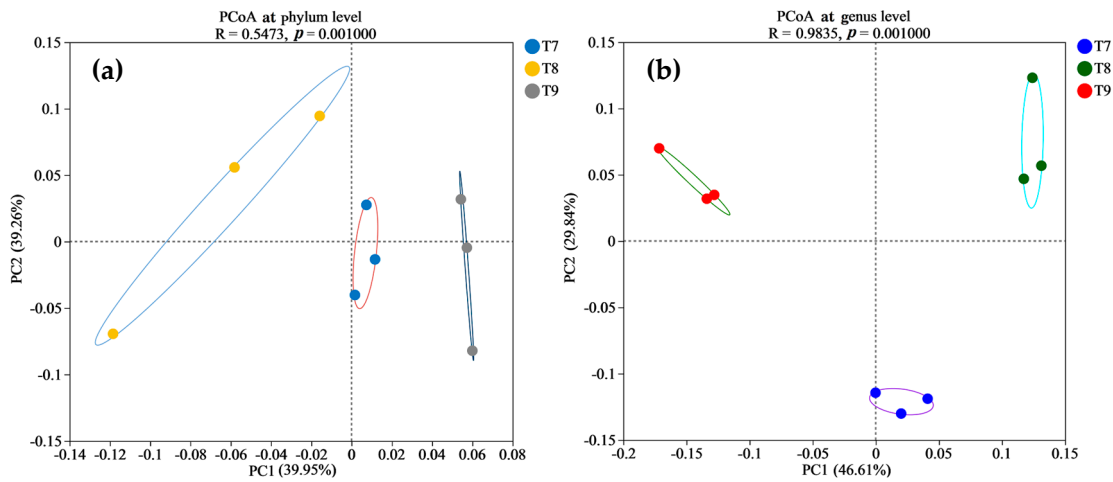 PCoA at phylum level
R = 0.5473, p = 0.001000
(a)
T7
T8
T9
0.15
0.1
0.05
0
-0.05
-0.1
-0.15
PC2 (39.26%)
-0.14 -0.12 -0.1 -0.08 -0.06 -0.04 -0.02 0 0.02 0.04 0.06 0.08
PC1 (39.95%)
PCoA at genus level
R = 0.9835, p = 0.001000
(b)
T7
T8
T9
0.15
0.1
0.05
0
-0.05
-0.1
-0.15
PC2 (29.84%)
-0.2 -0.15 -0.1 -0.05 0 0.05 0.1 0.15
PC1 (46.61%)